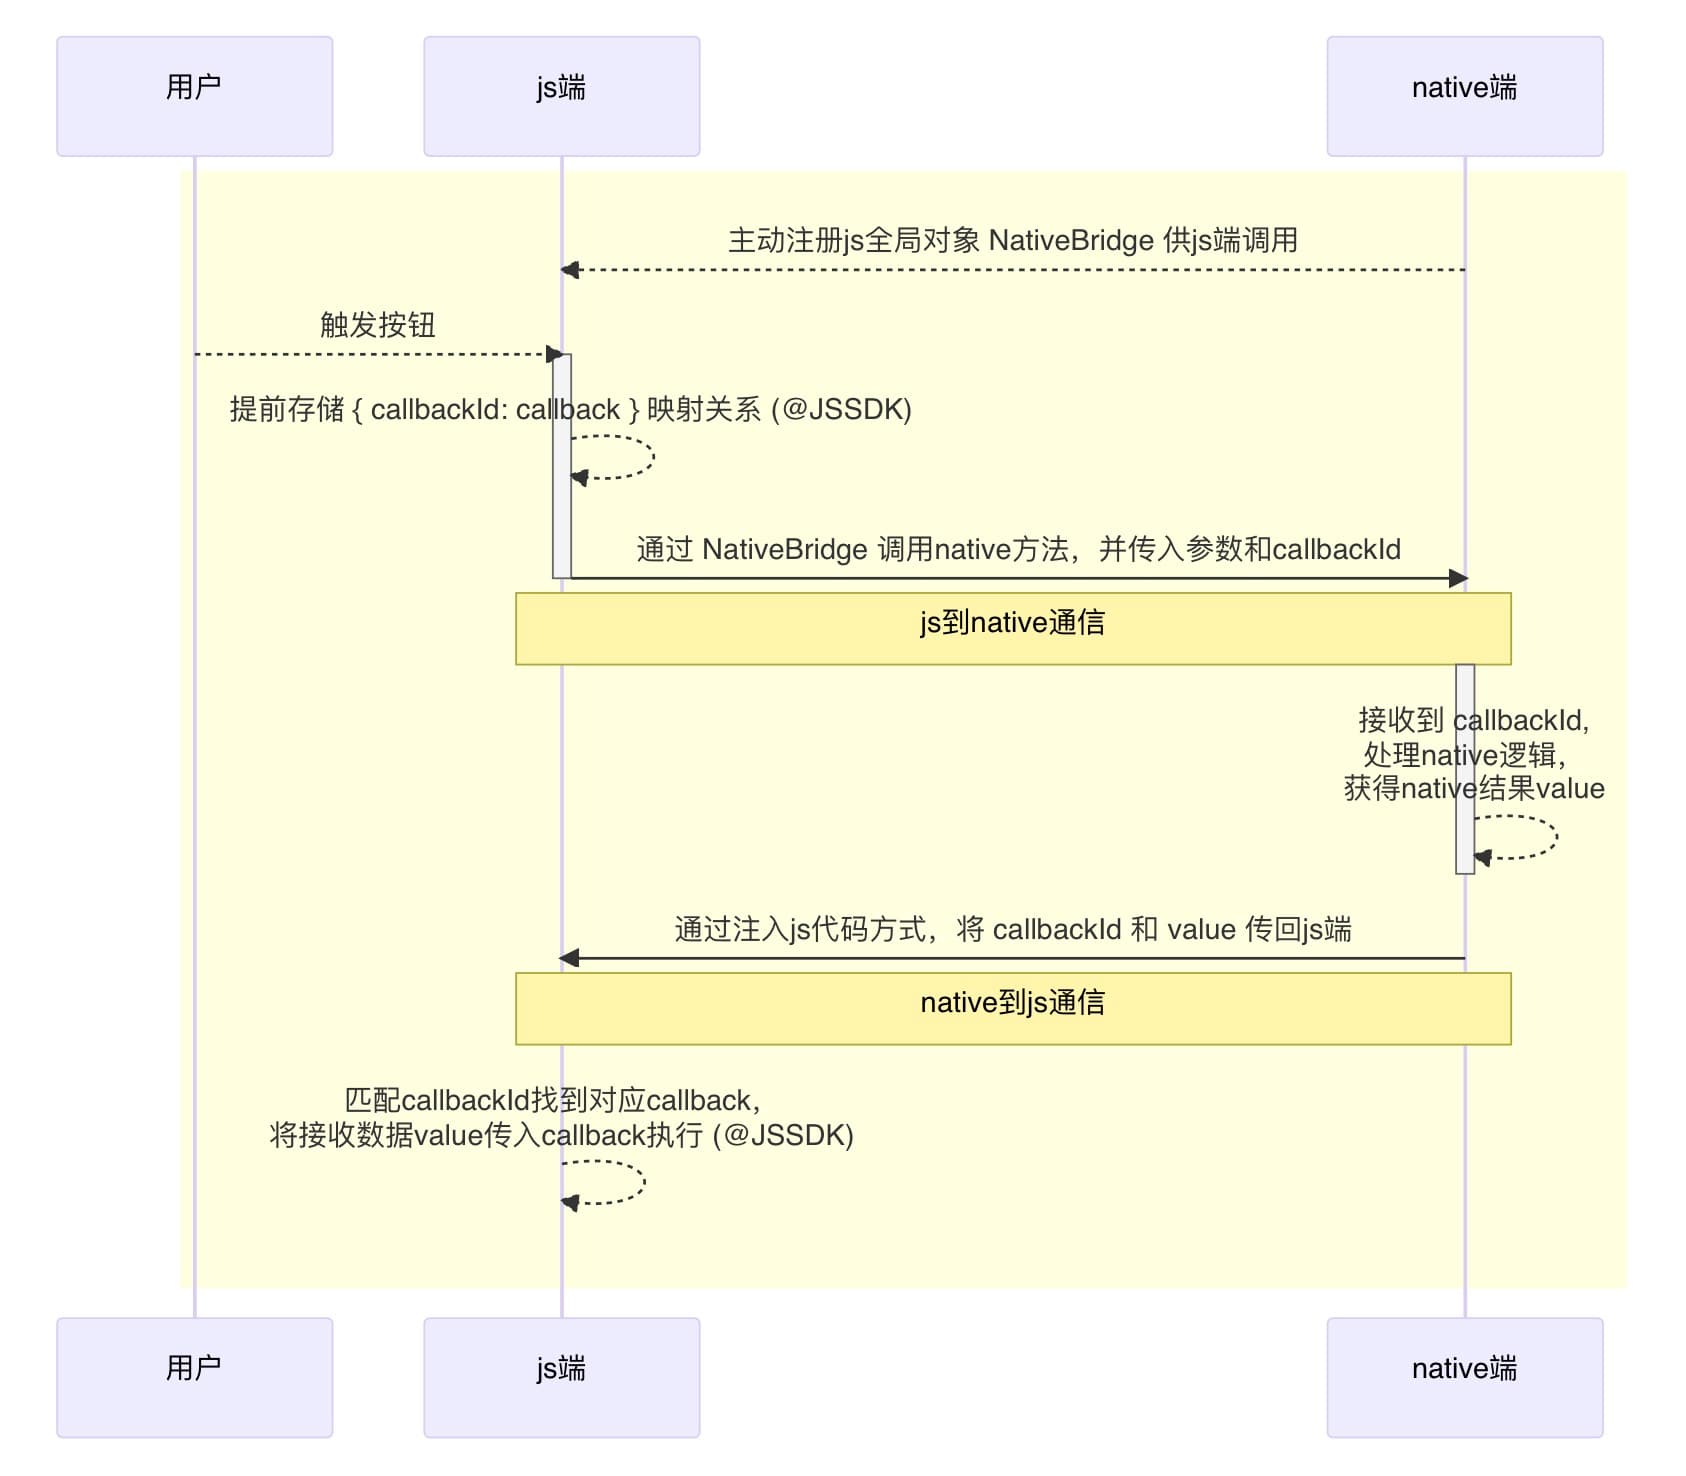 用户
js端
native端
主动注册js全局对象 NativeBridge 供js端调用
触发按钮
提前存储 { callbackId: callback } 映射关系 (@JSSDK)
通过 NativeBridge 调用native方法，并传入参数和callbackId
js到native通信
接收到 callbackId,
处理native逻辑，
获得native结果value
通过注入js代码方式，将 callbackId 和 value 传回js端
native到js通信
匹配callbackId找到对应callback，
将接收数据value传入callback执行 (@JSSDK)
用户
js端
native端